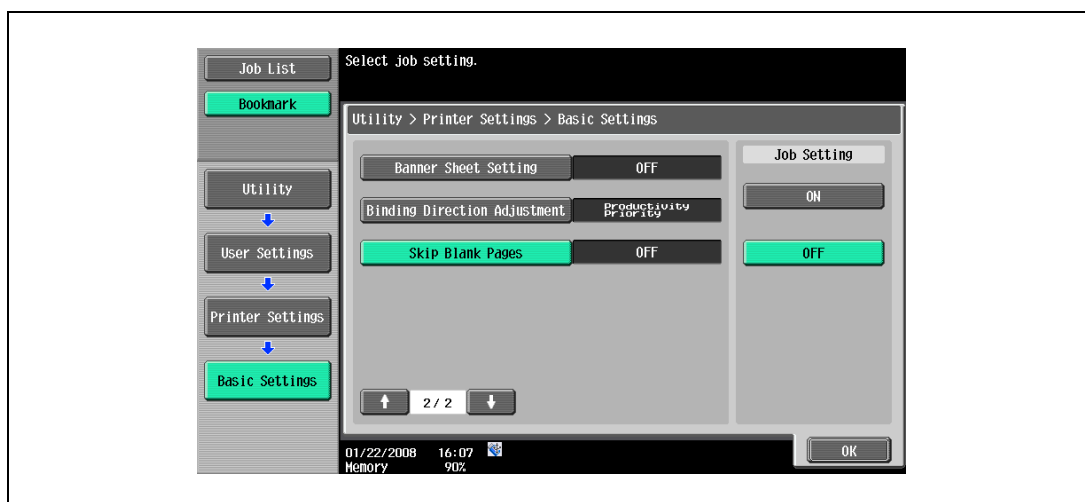 Job List
Bookmark
Select job setting.
Utility > Printer Settings > Basic Settings
Utility
User Settings
Printer Settings
Basic Settings
Banner Sheet Setting OFF
Binding Direction Adjustment Productivity
Priority
Skip Blank Pages OFF
2/ 2
Job Setting
ON
OFF
01/22/2008 16:07
Memory 90%
OK